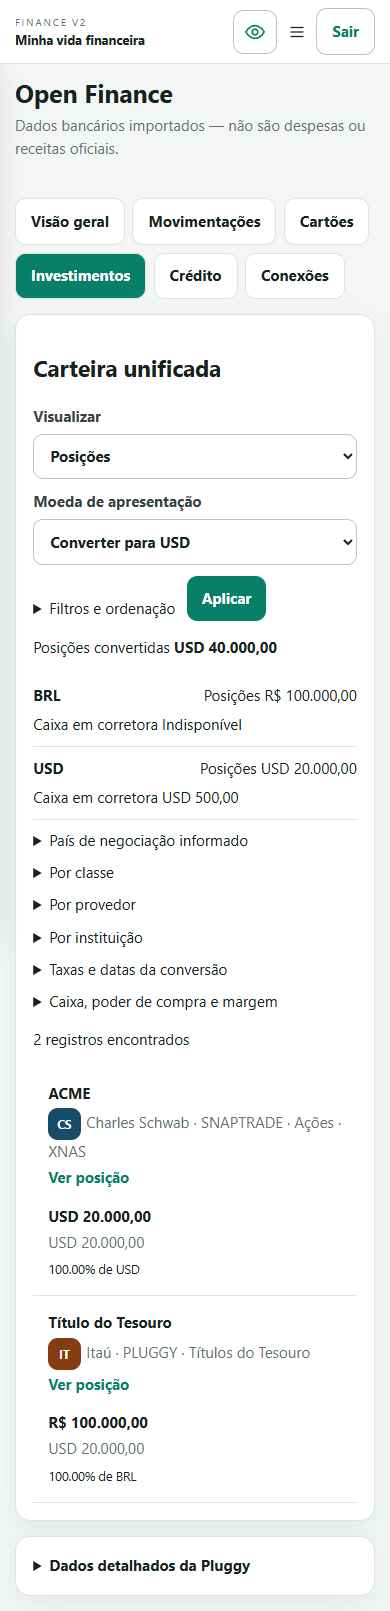 FINANCE V2
Minha vida financeira
Sair
Open Finance
Dados bancários importados — não são despesas ou
receitas oficiais.
Visão geral
Movimentações
Cartões
Investimentos
Crédito
Conexões
Carteira unificada
Visualizar
Posições
Moeda de apresentação
Converter para USD
Filtros e ordenação
Aplicar
Posições convertidas USD 40.000,00
BRL Posições R$ 100.000,00
Caixa em corretora Indisponível
USD Posições USD 20.000,00
Caixa em corretora USD 500,00
País de negociação informado
Por classe
Por provedor
Por instituição
Taxas e datas da conversão
Caixa, poder de compra e margem
2 registros encontrados
ACME
CS Charles Schwab · SNAPTRADE · Ações ·
XNAS
Ver posição
USD 20.000,00
USD 20.000,00
100.00% de USD
Título do Tesouro
IT Itaú · PLUGGY · Títulos do Tesouro
Ver posição
R$ 100.000,00
USD 20.000,00
100.00% de BRL
Dados detalhados da Pluggy